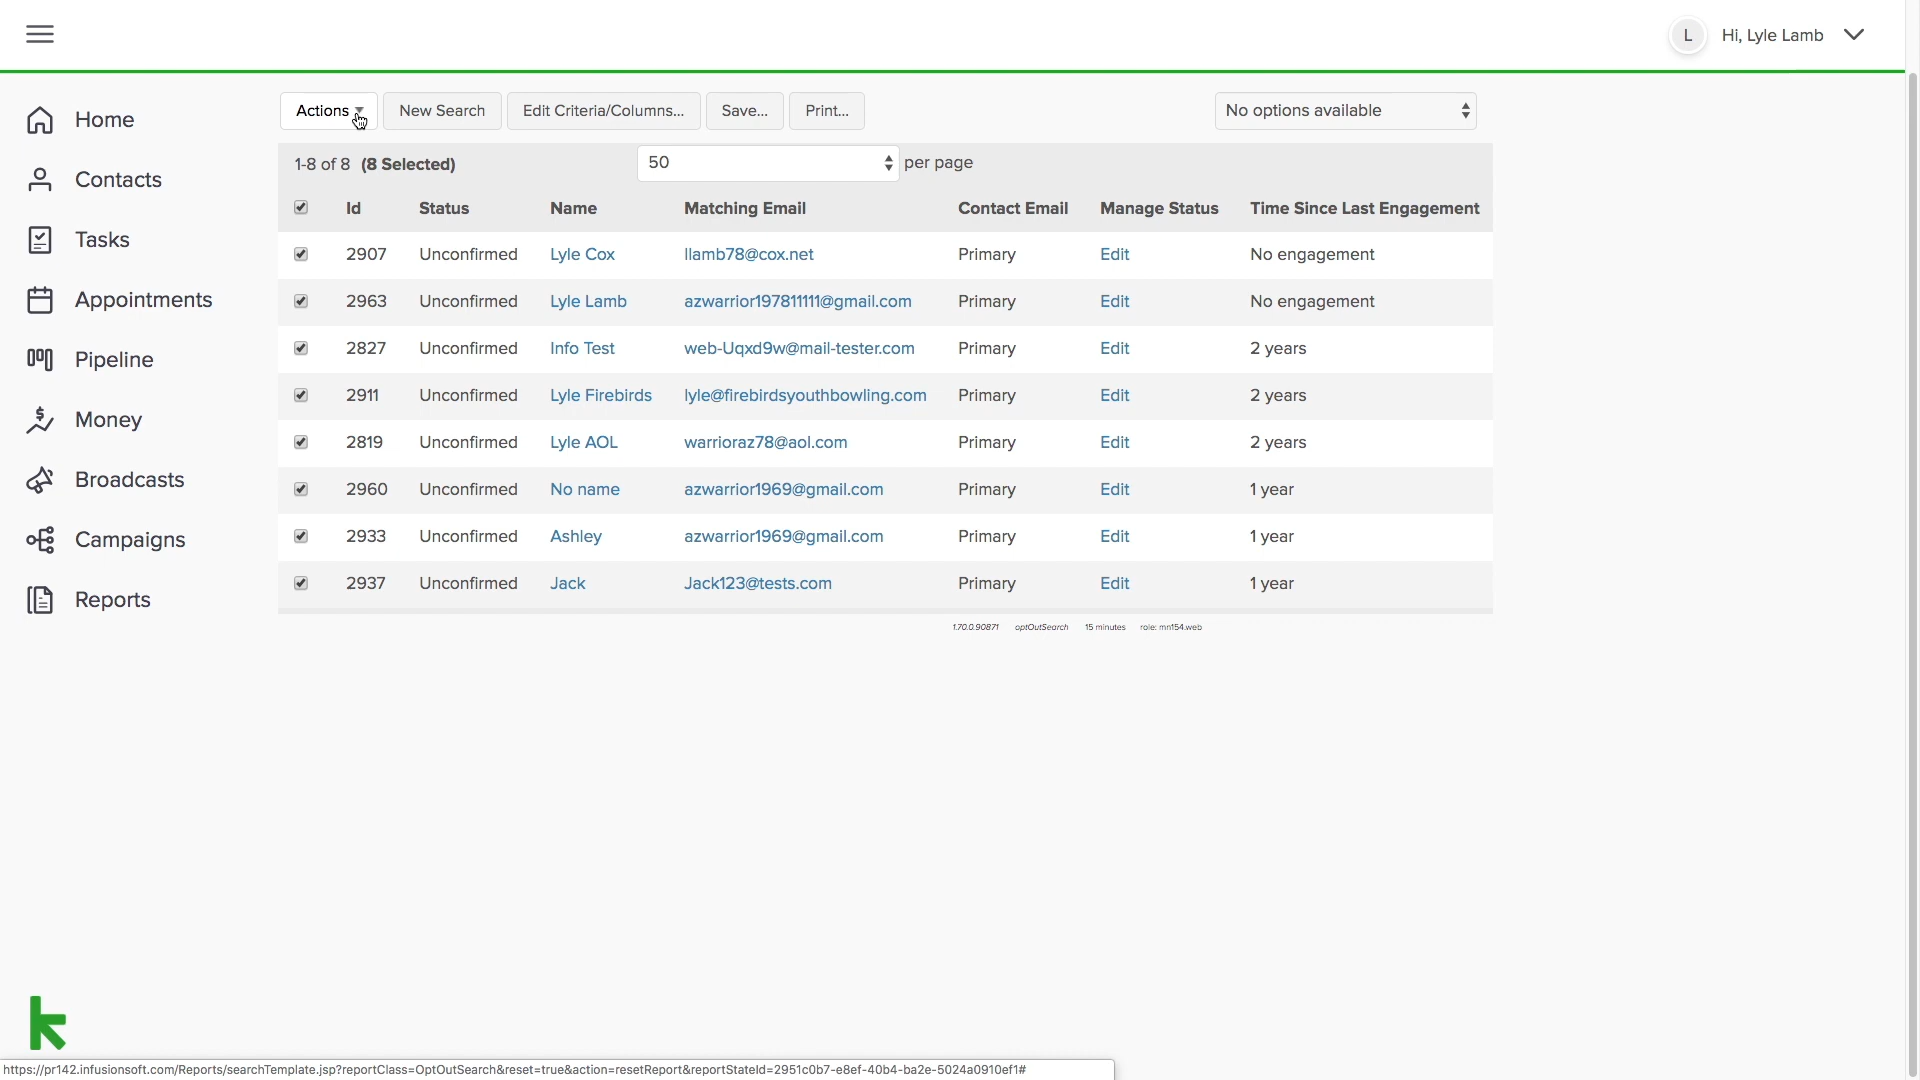 L Hi, Lyle Lamb
Home
Contacts
Tasks
Appointments
Pipeline
Money
Broadcasts
Campaigns
Reports
Actions New Search Edit Criteria/Columns... Save... Print... No options available
1-8 of 8 (8 Selected) 50 per page
Id Status Name Matching Email Contact Email Manage Status Time Since Last Engagement
2907 Unconfirmed Lyle Cox llamb78@cox.net Primary Edit No engagement
2963 Unconfirmed Lyle Lamb azwarrior197811111@gmail.com Primary Edit No engagement
2827 Unconfirmed Info Test web-Uqxd9w@mail-tester.com Primary Edit 2 years
2911 Unconfirmed Lyle Firebirds lyle@firebirdsyouthbowling.com Primary Edit 2 years
2819 Unconfirmed Lyle AOL warrioraz78@aol.com Primary Edit 2 years
2960 Unconfirmed No name azwarrior1969@gmail.com Primary Edit 1 year
2933 Unconfirmed Ashley azwarrior1969@gmail.com Primary Edit 1 year
2937 Unconfirmed Jack Jack123@tests.com Primary Edit 1 year
1.70.0.90871 optOutSearch 15 minutes role: mn154.web
https://pr142.infusionsoft.com/Reports/searchTemplate.jsp?reportClass=OptOutSearch&reset=true&action=resetReport&reportStateId=2951c0b7-e8ef-40b4-ba2e-5024a0910ef1#